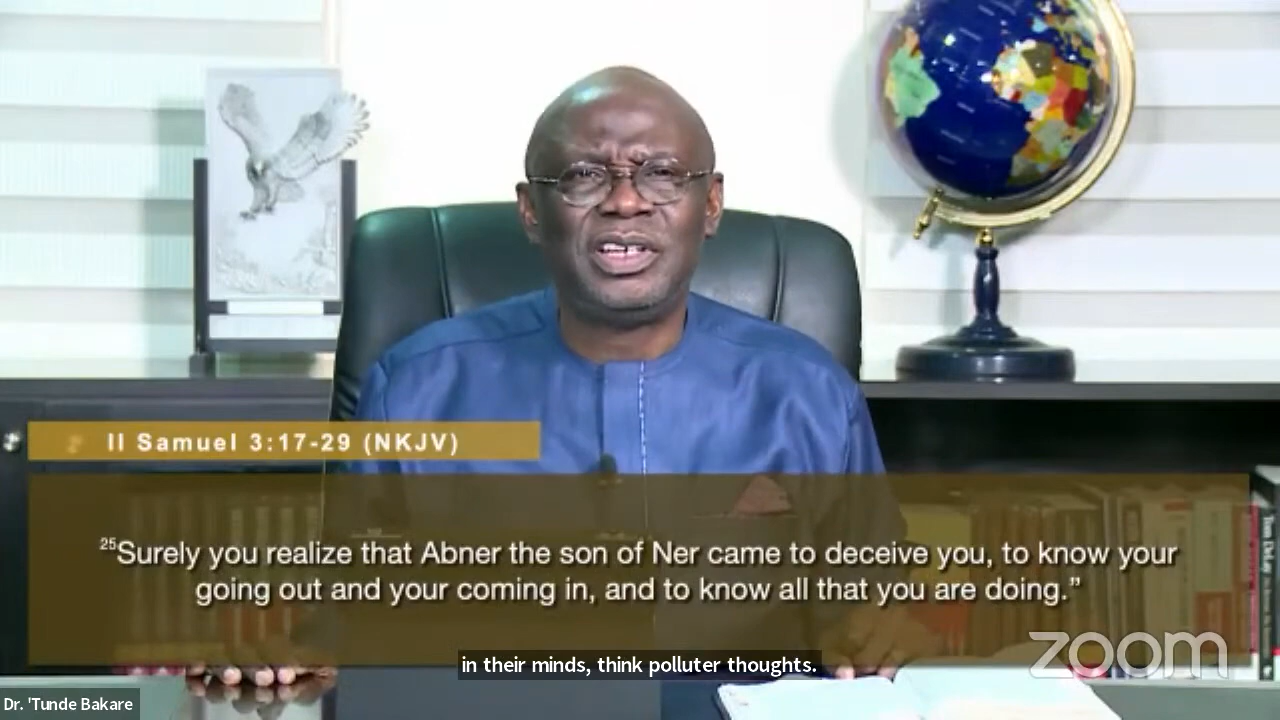 II Samuel 3:17-29 (NKJV)
25Surely you realize that Abner the son of Ner came to deceive you, to know your
going out and your coming in, and to know all that you are doing.”
in their minds, think polluter thoughts.
zoom
Dr. 'Tunde Bakare